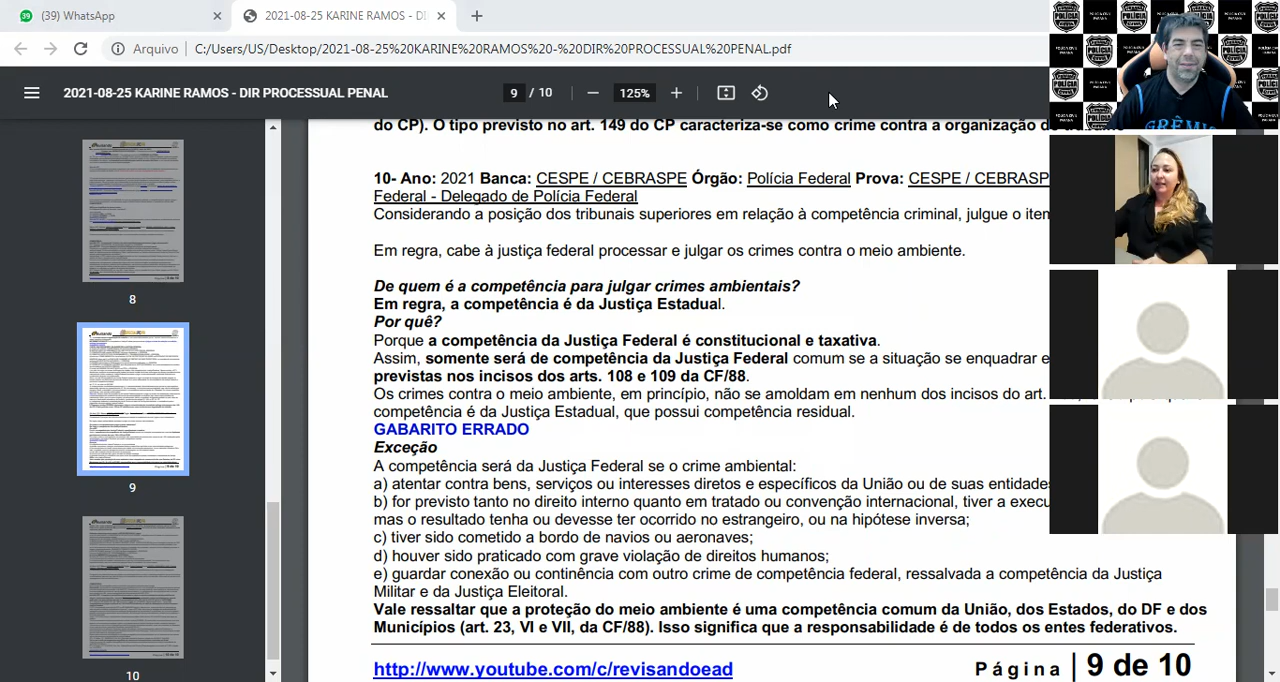 (39) WhatsApp
2021-08-25 KARINE RAMOS - DI
Arquivo C:/Users/US/Desktop/2021-08-25%20KARINE%20RAMOS%20-%20DIR%20PROCESSUAL%20PENAL.pdf
2021-08-25 KARINE RAMOS - DIR PROCESSUAL PENAL
9 / 10
125%
do CP). O tipo previsto no art. 149 do CP caracteriza-se como crime contra a organização do
10- Ano: 2021 Banca: CESPE / CEBRASPE Órgão: Polícia Federal Prova: CESPE / CEBRASP
Federal - Delegado de Polícia Federal
Considerando a posição dos tribunais superiores em relação à competência criminal, julgue o item
Em regra, cabe à justiça federal processar e julgar os crimes contra o meio ambiente.
De quem é a competência para julgar crimes ambientais?
Em regra, a competência é da Justiça Estadual.
Por quê?
Porque a competência da Justiça Federal é constitucional e taxativa.
Assim, somente será de competência da Justiça Federal comum se a situação se enquadrar e
previstas nos incisos dos arts. 108 e 109 da CF/88.
Os crimes contra o meio ambiente, em princípio, não se amoldam em nenhum dos incisos do art.
competência é da Justiça Estadual, que possui competência residual.
GABARITO ERRADO
Exceção
A competência será da Justiça Federal se o crime ambiental:
a) atentar contra bens, serviços ou interesses diretos e específicos da União ou de suas entidades
b) for previsto tanto no direito interno quanto em tratado ou convenção internacional, tiver a execu
mas o resultado tenha ou devesse ter ocorrido no estrangeiro, ou na hipótese inversa;
c) tiver sido cometido a bordo de navios ou aeronaves;
d) houver sido praticado com grave violação de direitos humanos;
e) guardar conexão ou continência com outro crime de competência federal, ressalvada a competência da Justiça
Militar e da Justiça Eleitoral.
Vale ressaltar que a proteção do meio ambiente é uma competência comum da União, dos Estados, do DF e dos
Municípios (art. 23, VI e VII, da CF/88). Isso significa que a responsabilidade é de todos os entes federativos.
http://www.youtube.com/c/revisandoead
Página | 9 de 10
8
9
10
POLÍCIA
GRÊMIO